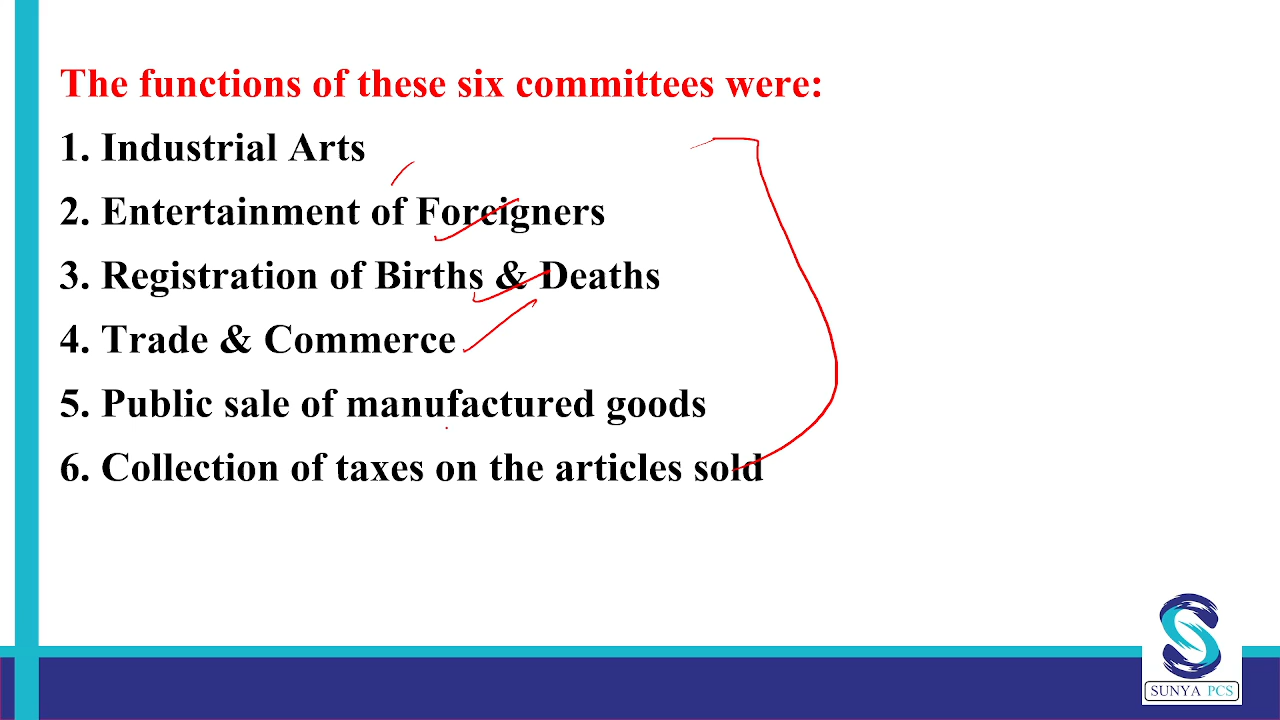 The functions of these six committees were:
1. Industrial Arts
2. Entertainment of Foreigners
3. Registration of Births & Deaths
4. Trade & Commerce
5. Public sale of manufactured goods
6. Collection of taxes on the articles sold
SUNYA PCS